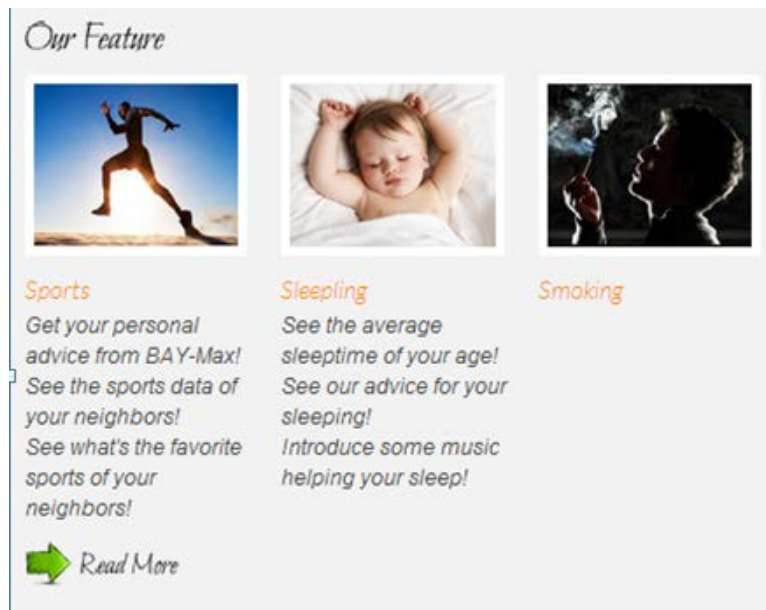 Our Feature
Sports
Get your personal
advice from BAY-Max!
See the sports data of
your neighbors!
See what's the favorite
sports of your
neighbors!
Sleepling
See the average
sleeptime of your age!
See our advice for your
sleeping!
Introduce some music
helping your sleep!
Smoking
Read More